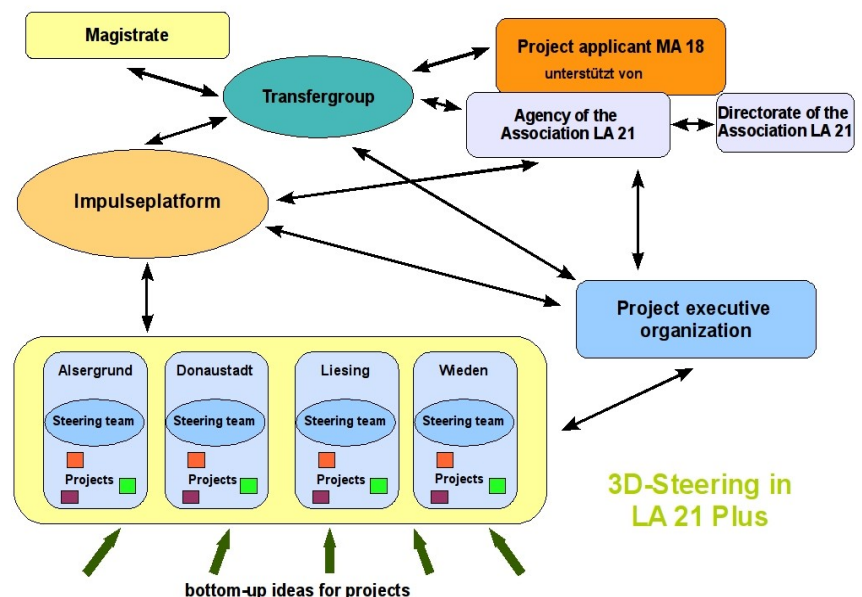 Magistrate
Project applicant MA 18
unterstützt von
Transfergroup
Agency of the
Association LA 21
Directorate of the
Association LA 21
Impulseplatform
Project executive
organization
Alsergrund
Donaustadt
Liesing
Wieden
Steering team
Steering team
Steering team
Steering team
Projects
Projects
Projects
Projects
3D-Steering in
LA 21 Plus
bottom-up ideas for projects